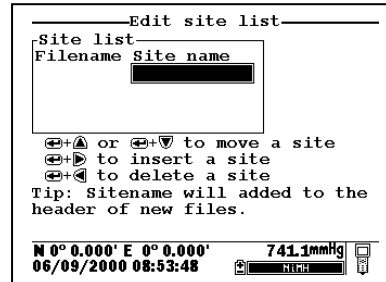 Edit site list
Site list
Filename Site name
+ or + to move a site
+ to insert a site
+ to delete a site
Tip: Sitename will added to the
header of new files.
N 0° 0.000' E 0° 0.000' 741.1mmHg
06/09/2000 08:53:48 NiMH